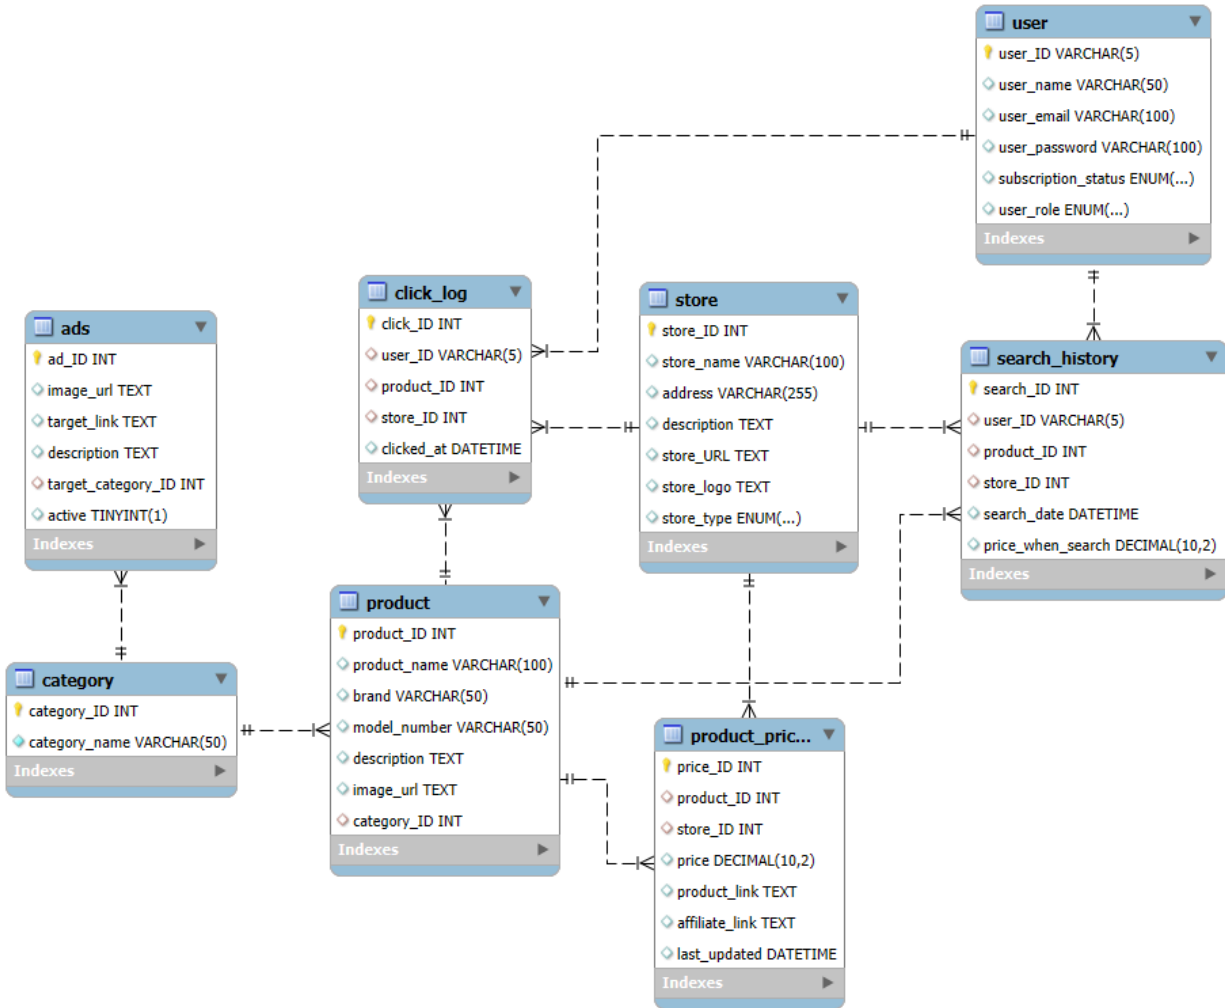 user
user_ID VARCHAR(5)
user_name VARCHAR(50)
user_email VARCHAR(100)
user_password VARCHAR(100)
subscription_status ENUM(...)
user_role ENUM(...)
Indexes
click_log
click_ID INT
user_ID VARCHAR(5)
product_ID INT
store_ID INT
clicked_at DATETIME
Indexes
store
store_ID INT
store_name VARCHAR(100)
address VARCHAR(255)
description TEXT
store_URL TEXT
store_logo TEXT
store_type ENUM(...)
Indexes
ads
ad_ID INT
image_url TEXT
target_link TEXT
description TEXT
target_category_ID INT
active TINYINT(1)
Indexes
search_history
search_ID INT
user_ID VARCHAR(5)
product_ID INT
store_ID INT
search_date DATETIME
price_when_search DECIMAL(10,2)
Indexes
product
product_ID INT
product_name VARCHAR(100)
brand VARCHAR(50)
model_number VARCHAR(50)
description TEXT
image_url TEXT
category_ID INT
Indexes
category
category_ID INT
category_name VARCHAR(50)
Indexes
product_pric...
price_ID INT
product_ID INT
store_ID INT
price DECIMAL(10,2)
product_link TEXT
affiliate_link TEXT
last_updated DATETIME
Indexes